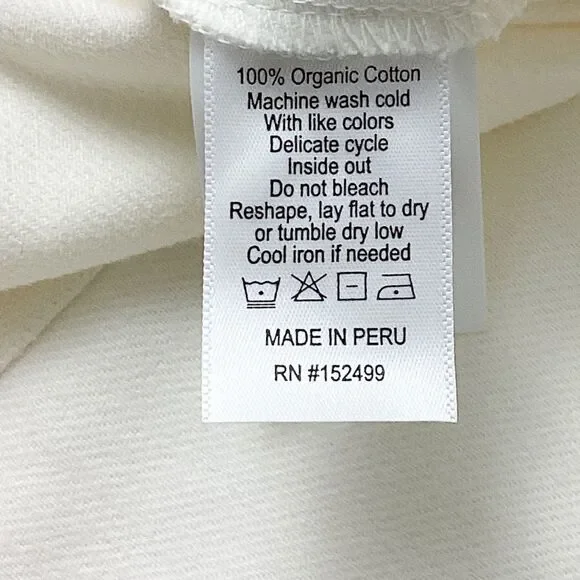 100% Organic Cotton
Machine wash cold
With like colors
Delicate cycle
Inside out
Do not bleach
Reshape, lay flat to dry
or tumble dry low
Cool iron if needed
MADE IN PERU
RN #152499